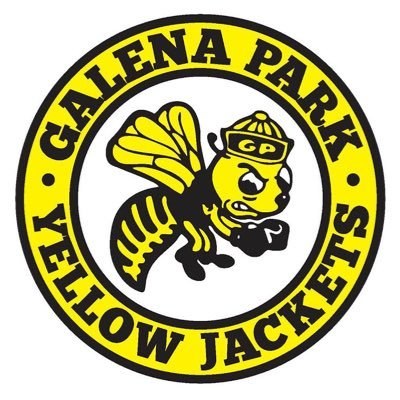 GALENA PARK
GP
YELLOW JACKETS